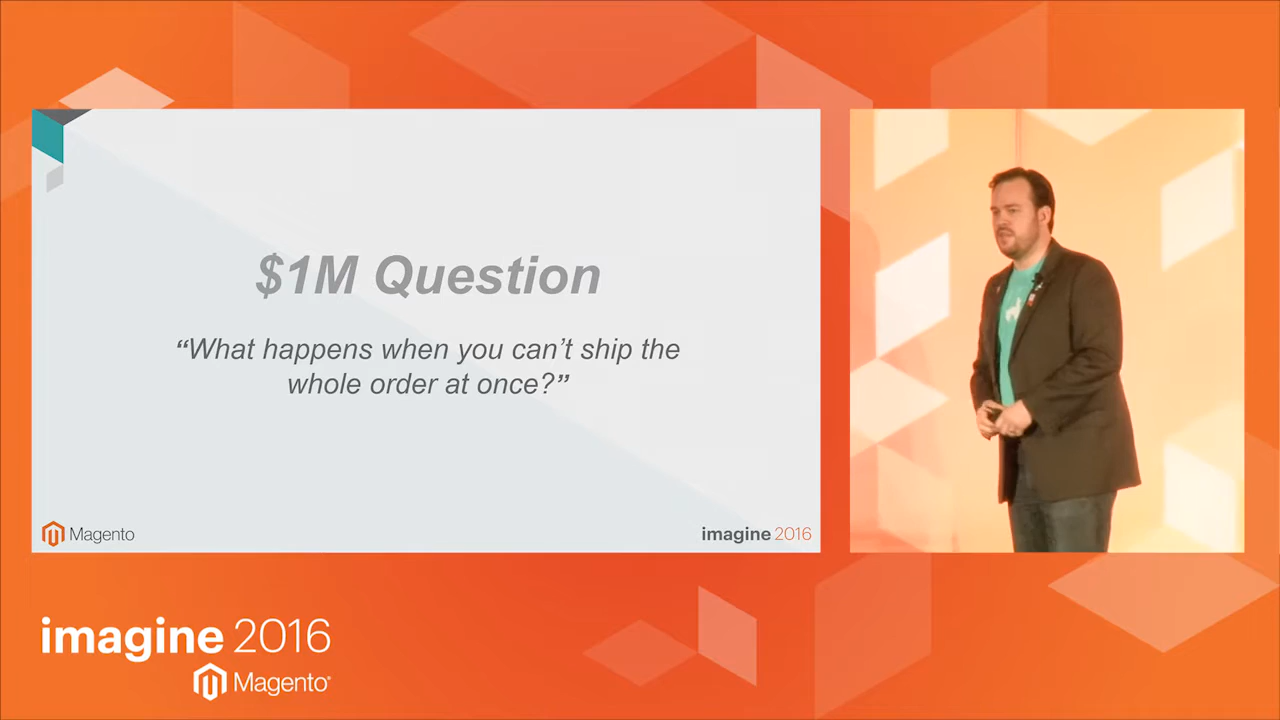 $1M Question
“What happens when you can’t ship the
whole order at once?”
Magento
imagine 2016
imagine 2016
Magento